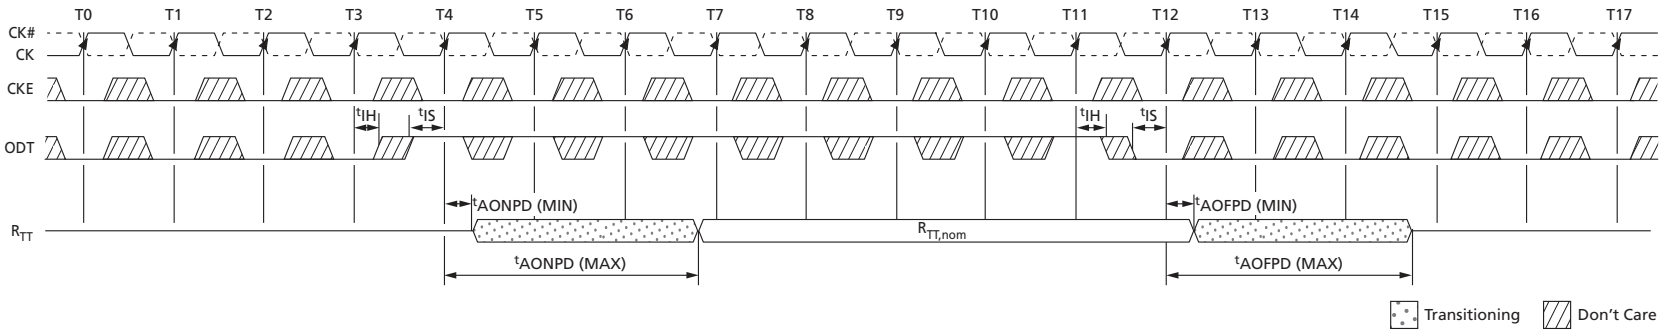 T0 T1 T2 T3 T4 T5 T6 T7 T8 T9 T10 T11 T12 T13 T14 T15 T16 T17
CK#
CK
CKE
tIH tIS tIH tIS
ODT
tAONPD (MIN) tAOFPD (MIN)
RTT RTT,nom
tAONPD (MAX) tAOFPD (MAX)
Transitioning Don't Care